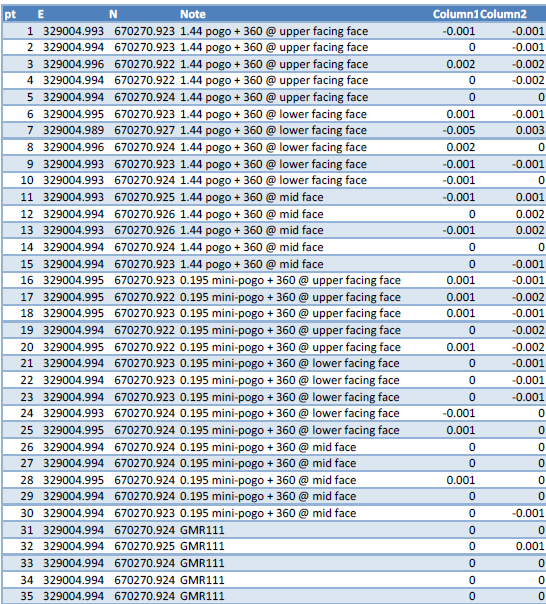 pt E N Note Column1 Column2
1 329004.993 670270.923 1.44 pogo + 360 @ upper facing face -0.001 -0.001
2 329004.994 670270.923 1.44 pogo + 360 @ upper facing face 0 -0.001
3 329004.996 670270.922 1.44 pogo + 360 @ upper facing face 0.002 -0.002
4 329004.994 670270.922 1.44 pogo + 360 @ upper facing face 0 -0.002
5 329004.994 670270.924 1.44 pogo + 360 @ upper facing face 0 0
6 329004.995 670270.923 1.44 pogo + 360 @ lower facing face 0.001 -0.001
7 329004.989 670270.927 1.44 pogo + 360 @ lower facing face -0.005 0.003
8 329004.996 670270.924 1.44 pogo + 360 @ lower facing face 0.002 0
9 329004.993 670270.923 1.44 pogo + 360 @ lower facing face -0.001 -0.001
10 329004.993 670270.924 1.44 pogo + 360 @ lower facing face -0.001 0
11 329004.993 670270.925 1.44 pogo + 360 @ mid face -0.001 0.001
12 329004.994 670270.926 1.44 pogo + 360 @ mid face 0 0.002
13 329004.993 670270.926 1.44 pogo + 360 @ mid face -0.001 0.002
14 329004.994 670270.924 1.44 pogo + 360 @ mid face 0 0
15 329004.994 670270.923 1.44 pogo + 360 @ mid face 0 -0.001
16 329004.995 670270.923 0.195 mini-pogo + 360 @ upper facing face 0.001 -0.001
17 329004.995 670270.922 0.195 mini-pogo + 360 @ upper facing face 0.001 -0.002
18 329004.995 670270.923 0.195 mini-pogo + 360 @ upper facing face 0.001 -0.001
19 329004.994 670270.922 0.195 mini-pogo + 360 @ upper facing face 0 -0.002
20 329004.995 670270.922 0.195 mini-pogo + 360 @ upper facing face 0.001 -0.002
21 329004.994 670270.923 0.195 mini-pogo + 360 @ lower facing face 0 -0.001
22 329004.994 670270.923 0.195 mini-pogo + 360 @ lower facing face 0 -0.001
23 329004.994 670270.923 0.195 mini-pogo + 360 @ lower facing face 0 -0.001
24 329004.993 670270.924 0.195 mini-pogo + 360 @ lower facing face -0.001 0
25 329004.995 670270.924 0.195 mini-pogo + 360 @ lower facing face 0.001 0
26 329004.994 670270.924 0.195 mini-pogo + 360 @ mid face 0 0
27 329004.994 670270.924 0.195 mini-pogo + 360 @ mid face 0 0
28 329004.995 670270.924 0.195 mini-pogo + 360 @ mid face 0.001 0
29 329004.994 670270.924 0.195 mini-pogo + 360 @ mid face 0 0
30 329004.994 670270.923 0.195 mini-pogo + 360 @ mid face 0 -0.001
31 329004.994 670270.924 GMR111 0 0
32 329004.994 670270.925 GMR111 0 0.001
33 329004.994 670270.924 GMR111 0 0
34 329004.994 670270.924 GMR111 0 0
35 329004.994 670270.924 GMR111 0 0